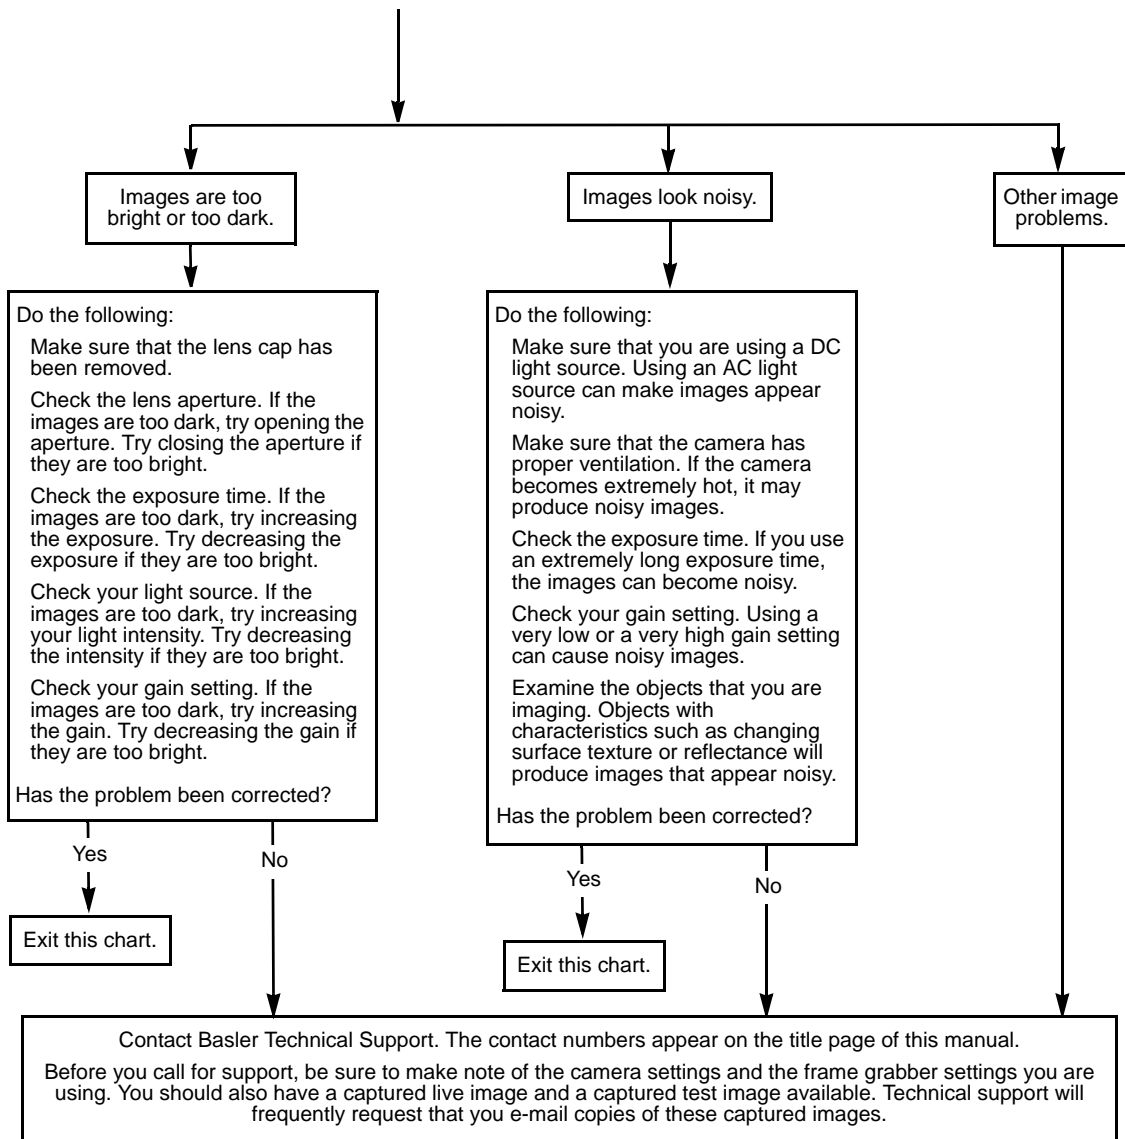 Images are too
bright or too dark.
Images look noisy.
Other image
problems.
Do the following:
Make sure that the lens cap has
been removed.
Check the lens aperture. If the
images are too dark, try opening the
aperture. Try closing the aperture if
they are too bright.
Check the exposure time. If the
images are too dark, try increasing
the exposure. Try decreasing the
exposure if they are too bright.
Check your light source. If the
images are too dark, try increasing
your light intensity. Try decreasing
the intensity if they are too bright.
Check your gain setting. If the
images are too dark, try increasing
the gain. Try decreasing the gain if
they are too bright.
Has the problem been corrected?
Yes
No
Exit this chart.
Do the following:
Make sure that you are using a DC
light source. Using an AC light
source can make images appear
noisy.
Make sure that the camera has
proper ventilation. If the camera
becomes extremely hot, it may
produce noisy images.
Check the exposure time. If you use
an extremely long exposure time,
the images can become noisy.
Check your gain setting. Using a
very low or a very high gain setting
can cause noisy images.
Examine the objects that you are
imaging. Objects with
characteristics such as changing
surface texture or reflectance will
produce images that appear noisy.
Has the problem been corrected?
Yes
No
Exit this chart.
Contact Basler Technical Support. The contact numbers appear on the title page of this manual.
Before you call for support, be sure to make note of the camera settings and the frame grabber settings you are
using. You should also have a captured live image and a captured test image available. Technical support will
frequently request that you e-mail copies of these captured images.